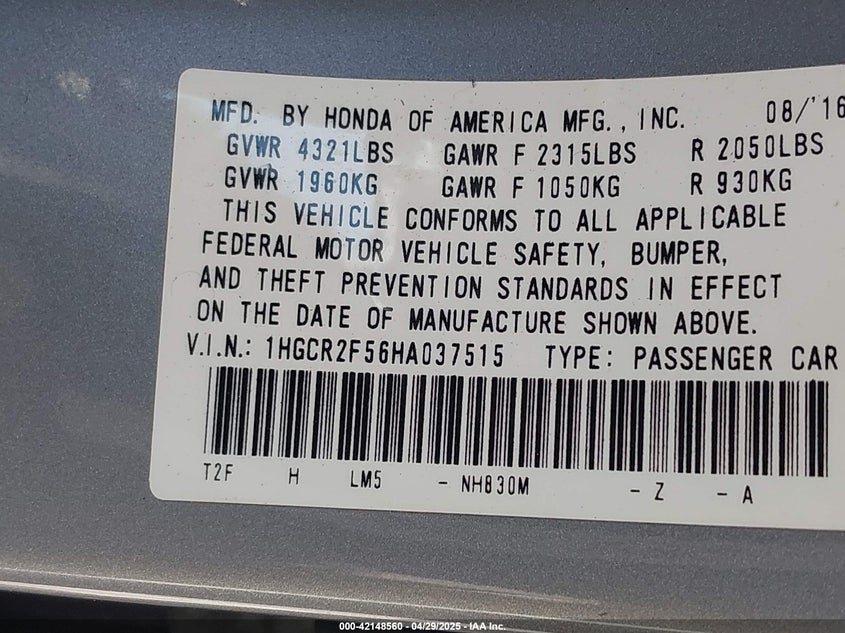 MFD. BY HONDA OF AMERICA MFG., INC. 08/'16
GVWR 4321LBS GAWR F 2315LBS R 2050LBS
GVWR 1960KG GAWR F 1050KG R 930KG
THIS VEHICLE CONFORMS TO ALL APPLICABLE
FEDERAL MOTOR VEHICLE SAFETY, BUMPER,
AND THEFT PREVENTION STANDARDS IN EFFECT
ON THE DATE OF MANUFACTURE SHOWN ABOVE.
V.I.N.: 1HGCR2F56HA037515 TYPE: PASSENGER CAR
T2F H LM5 - NH830M - Z - A
000-42148560 - 04/29/2025 - IAA Inc.